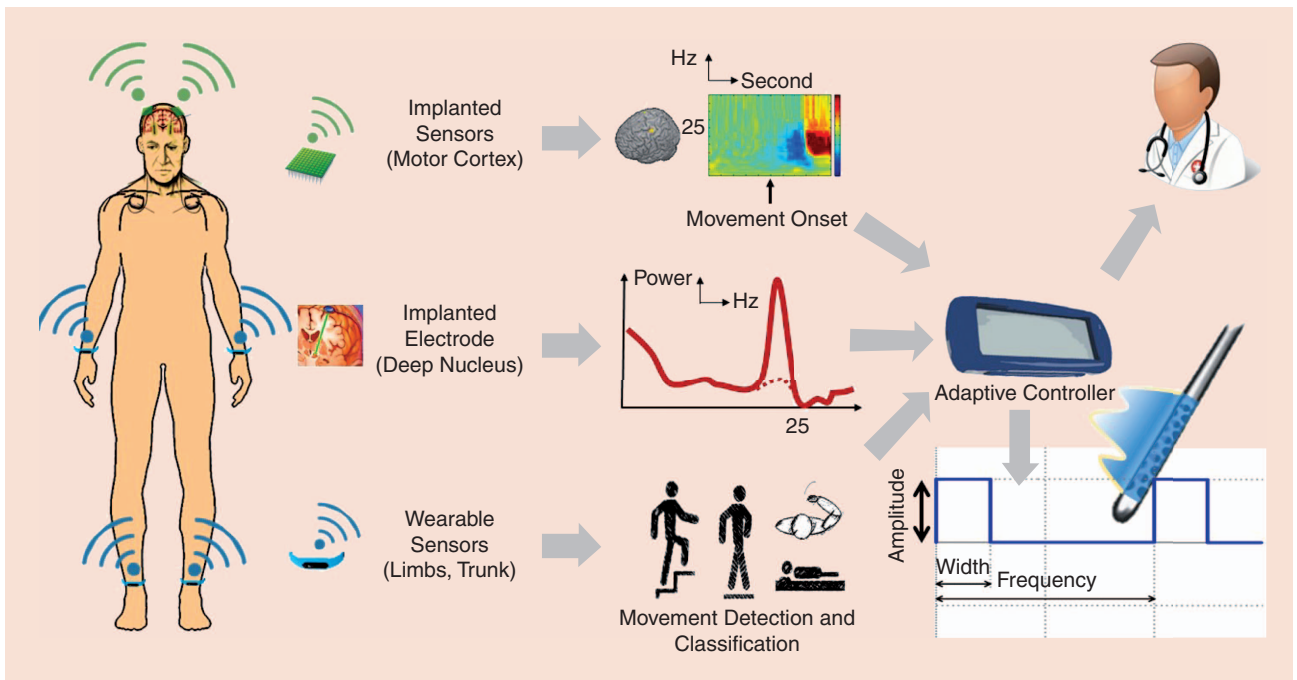 Implanted
Sensors
(Motor Cortex)
Hz
Second
25
Movement Onset
Implanted
Electrode
(Deep Nucleus)
Power
Hz
25
Adaptive Controller
Wearable
Sensors
(Limbs, Trunk)
Movement Detection and
Classification
Amplitude
Width
Frequency